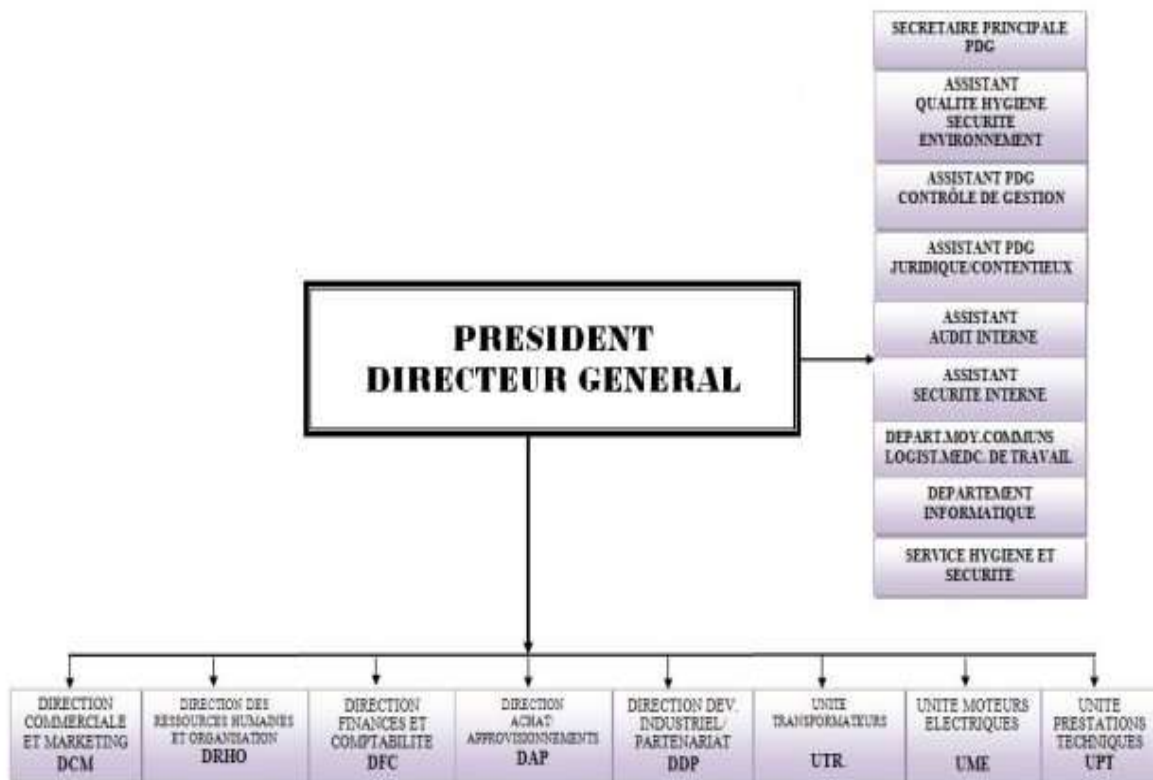 SECRETAIRE PRINCIPALE
PDG
ASSISTANT
QUALITE HYGIENE
SECURITE
ENVIRONNEMENT
ASSISTANT PDG
CONTRÔLE DE GESTION
ASSISTANT PDG
JURIDIQUE/CONTENTIEUX
ASSISTANT
AUDIT INTERNE
ASSISTANT
SECURITE INTERNE
DEPART.MOY.COMMUNS
LOGIST.MEDC. DE TRAVAIL
DEPARTEMENT
INFORMATIQUE
SERVICE HYGIENE ET
SECURITE
PRESIDENT
DIRECTEUR GENERAL
DIRECTION
COMMERCIALE
ET MARKETING
DCM
DIRECTION DES
RESSOURCES HUMAINES
ET ORGANISATION
DRHO
DIRECTION
FINANCES ET
COMPTABILITE
DFC
DIRECTION
ACHAT
APPROVISIONNEMENTS
DAP
DIRECTION DEV.
INDUSTRIEL/
PARTENARIAT
DDP
UNITE
TRANSFORMATEURS
UTR
UNITE MOTEURS
ELECTRIQUES
UME
UNITE
PRESTATIONS
TECHNIQUES
UPT